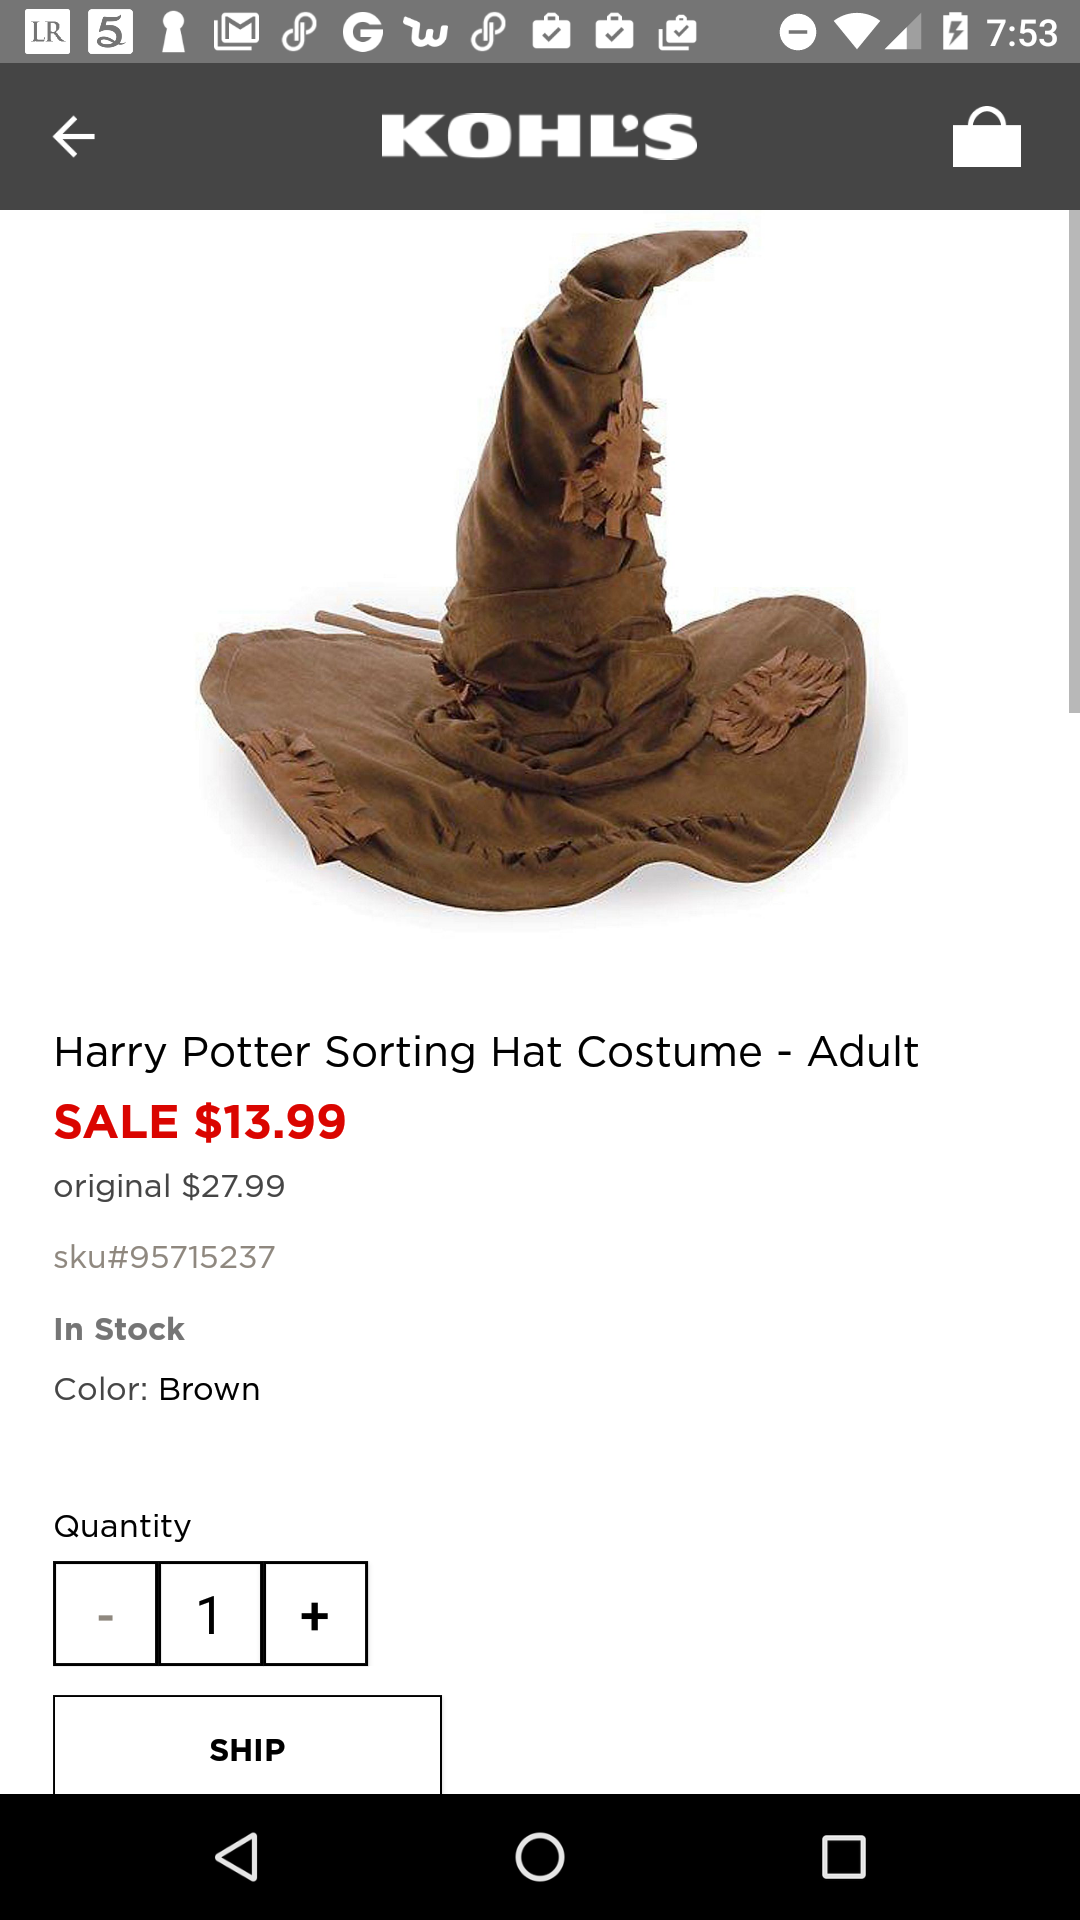 LR 5 G 7:53
KOHL'S
Harry Potter Sorting Hat Costume - Adult
SALE $13.99
original $27.99
sku#95715237
In Stock
Color: Brown
Quantity
- 1 +
SHIP